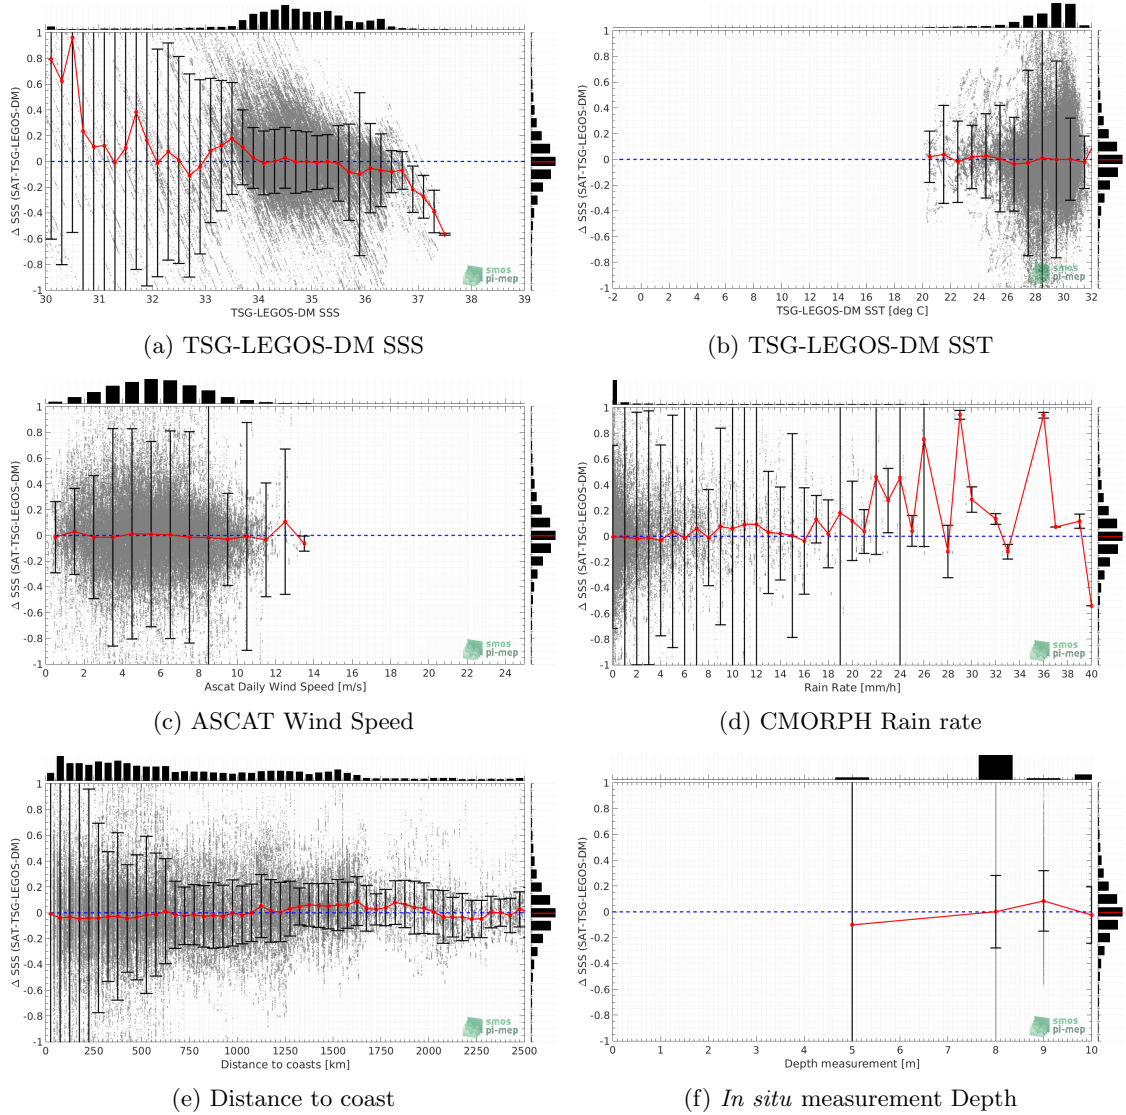 1
0.8
0.6
0.4
0.2
0
-0.2
-0.4
-0.6
-0.8
-1
Δ SSS (SAT-TSG-LEGOS-DM)
smos
pi-mep
30 31 32 33 34 35 36 37 38 39
TSG-LEGOS-DM SSS
(a) TSG-LEGOS-DM SSS
1
0.8
0.6
0.4
0.2
0
-0.2
-0.4
-0.6
-0.8
-1
Δ SSS (SAT-TSG-LEGOS-DM)
smos
pi-mep
-2 0 2 4 6 8 10 12 14 16 18 20 22 24 26 28 30 32
TSG-LEGOS-DM SST [deg C]
(b) TSG-LEGOS-DM SST
1
0.8
0.6
0.4
0.2
0
-0.2
-0.4
-0.6
-0.8
-1
Δ SSS (SAT-TSG-LEGOS-DM)
smos
pi-mep
0 2 4 6 8 10 12 14 16 18 20 22 24
Ascat Daily Wind Speed [m/s]
(c) ASCAT Wind Speed
1
0.8
0.6
0.4
0.2
0
-0.2
-0.4
-0.6
-0.8
-1
Δ SSS (SAT-TSG-LEGOS-DM)
smos
pi-mep
0 2 4 6 8 10 12 14 16 18 20 22 24 26 28 30 32 34 36 38 40
Rain Rate [mm/h]
(d) CMORPH Rain rate
1
0.8
0.6
0.4
0.2
0
-0.2
-0.4
-0.6
-0.8
-1
Δ SSS (SAT-TSG-LEGOS-DM)
smos
pi-mep
0 250 500 750 1000 1250 1500 1750 2000 2250 2500
Distance to coasts [km]
(e) Distance to coast
1
0.8
0.6
0.4
0.2
0
-0.2
-0.4
-0.6
-0.8
-1
Δ SSS (SAT-TSG-LEGOS-DM)
smos
pi-mep
0 1 2 3 4 5 6 7 8 9 10
Depth measurement [m]
(f) In situ measurement Depth